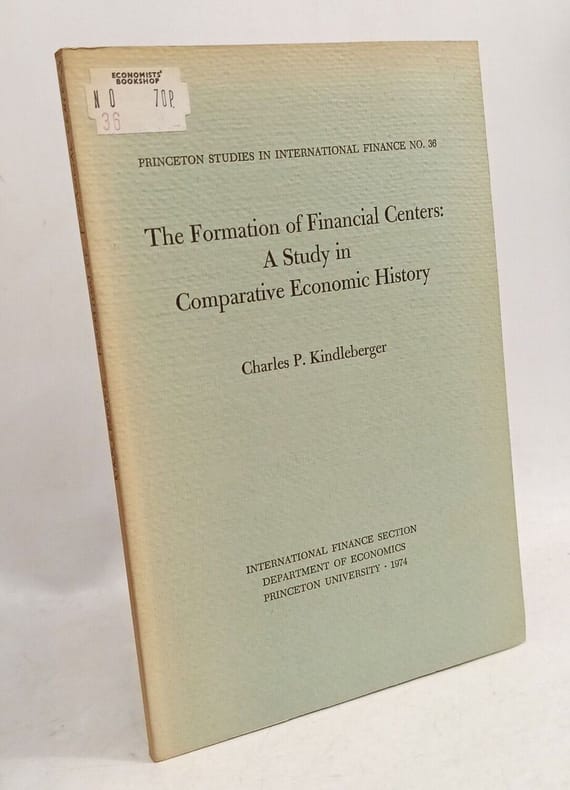 ECONOMISTS'
BOOKSHOP
N O 70P.
36
PRINCETON STUDIES IN INTERNATIONAL FINANCE NO. 36
The Formation of Financial Centers:
A Study in
Comparative Economic History
Charles P. Kindleberger
INTERNATIONAL FINANCE SECTION
DEPARTMENT OF ECONOMICS
PRINCETON UNIVERSITY · 1974